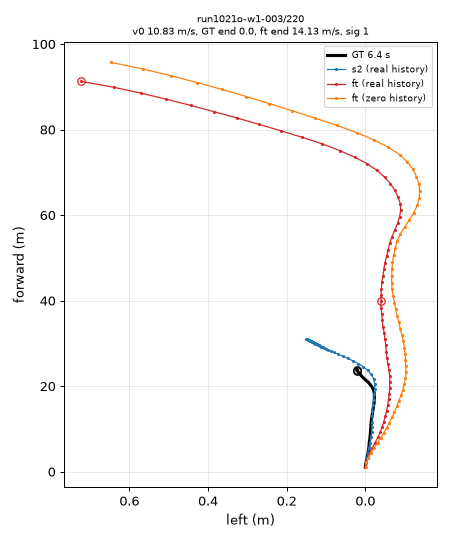 run1021o-w1-003/220
v0 10.83 m/s, GT end 0.0, ft end 14.13 m/s, sig 1
GT 6.4 s
s2 (real history)
ft (real history)
ft (zero history)
100
80
60
40
20
0
forward (m)
0.6
0.4
0.2
0.0
left (m)